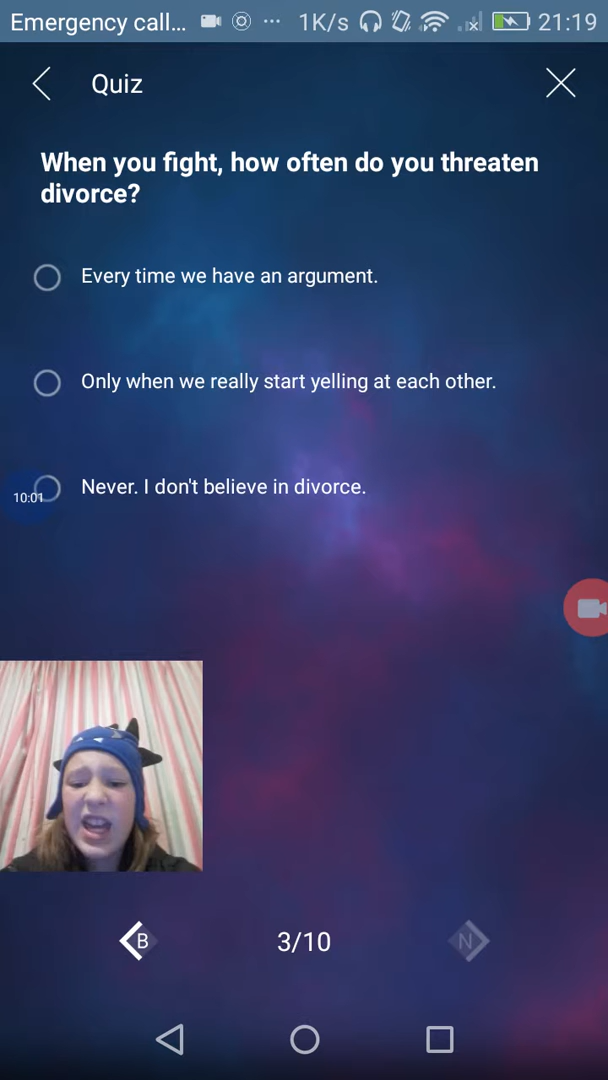 Emergency call... ... 1K/s 21:19
Quiz
When you fight, how often do you threaten
divorce?
Every time we have an argument.
Only when we really start yelling at each other.
10:01 Never. I don't believe in divorce.
B 3/10 N